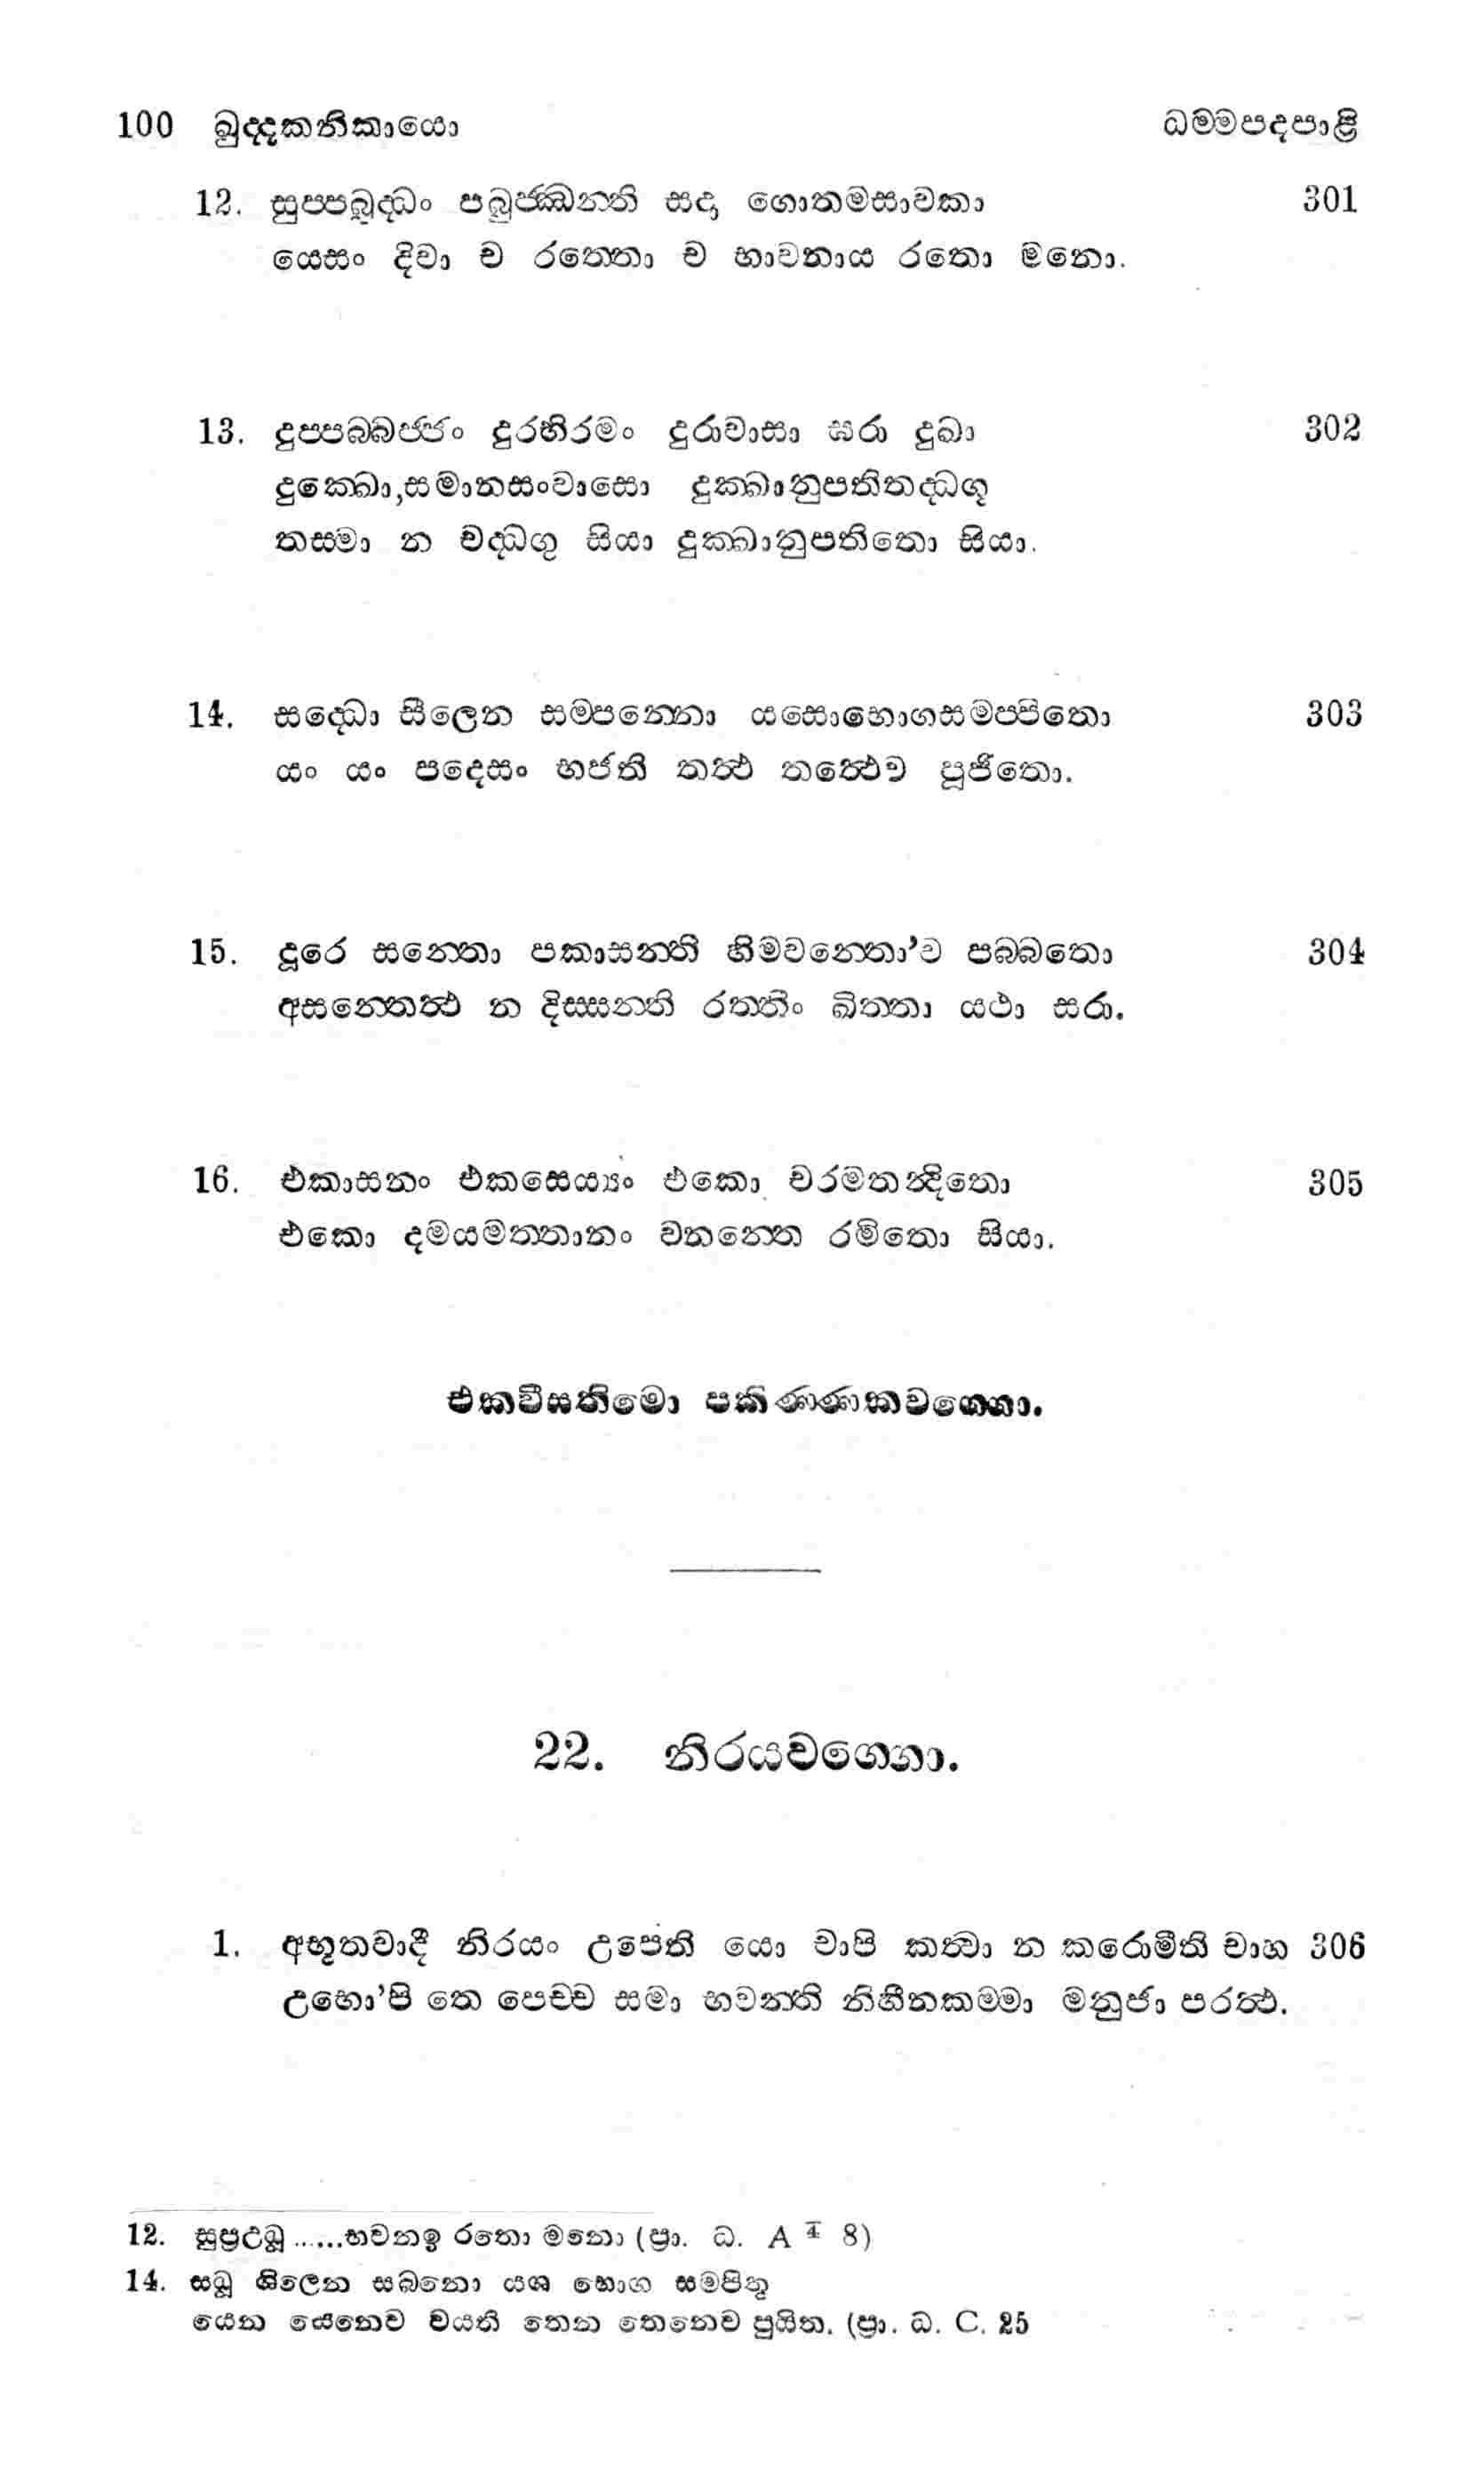 100 ඛුද්දකනිකායො ධම්මපදපාළි
12. සුප්පබුද්ධං පබුජ්ඣන්ති සදා ගොතමසාවකා 301
යෙසං දිවා ච රත්තො ච භාවනාය රතො මනො.
13. දුප්පබ්බජ්ජං දුරභිරමං දුරාවාසා ඝරා දුඛා 302
දුක්ඛො,සමානසංවාසො දුක්ඛානුපතිතද්ධගූ
තස්මා න චද්ධගු සියා දුක්ඛානුපතිතො සියා.
14. සද්ධො සීලෙන සම්පන්නො යසොභොගසමප්පිතො 303
යං යං පදෙසං භජති තත්ථ තත්ථෙව පූජිතො.
15. දූරෙ සන්තො පකාසන්ති හිමවන්තො’ව පබ්බතො 304
අසන්තෙත්ථ න දිස්සන්ති රත්තිං ඛිත්තා යථා සරා.
16. එකාසනං එකසෙය්‍යං එකො චරමතන්දිතො 305
එකො දමයමත්තානං වනන්තෙ රමිතො සියා.
එකවීසතිමො පකිණ්ණකවග්ගො.
22. නිරයවග්ගො.
1. අභූතවාදී නිරයං උපෙති යො චාපි කත්වා න කරොමීති චාහ 306
උභො’පි තෙ පෙච්ච සමා භවන්ති නිහීනකම්මා මනුජා පරත්ථ.
12. සුප්‍රඋබු ......භවනඉ රතො මනො (ප්‍රා. ධ. A 4 8)
14. සධු ශිලෙන සබනො යශ භොග සමපිතු
යෙන යෙනෙව වයති තෙන තෙනෙව පුයිත. (ප්‍රා. ධ. C. 25